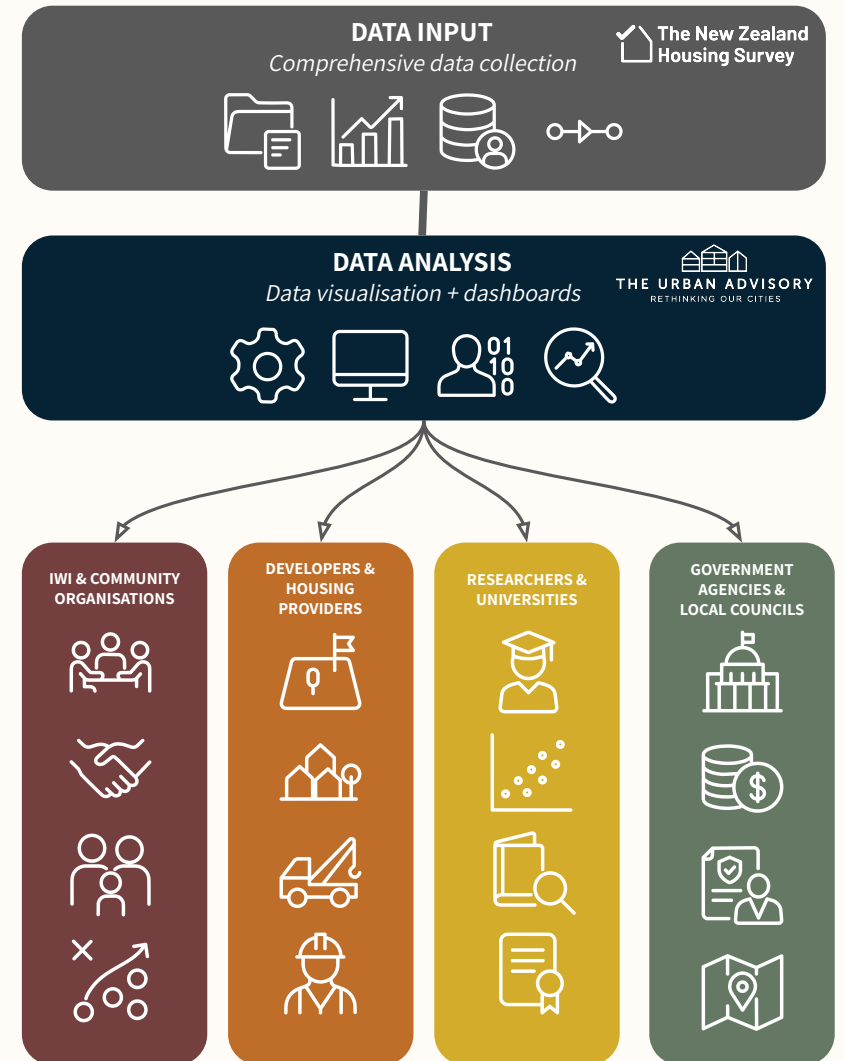 DATA INPUT
Comprehensive data collection
The New Zealand
Housing Survey
DATA ANALYSIS
Data visualisation + dashboards
THE URBAN ADVISORY
RETHINKING OUR CITIES
01
10
0
IWI & COMMUNITY
ORGANISATIONS
DEVELOPERS &
HOUSING
PROVIDERS
RESEARCHERS &
UNIVERSITIES
GOVERNMENT
AGENCIES &
LOCAL COUNCILS
$